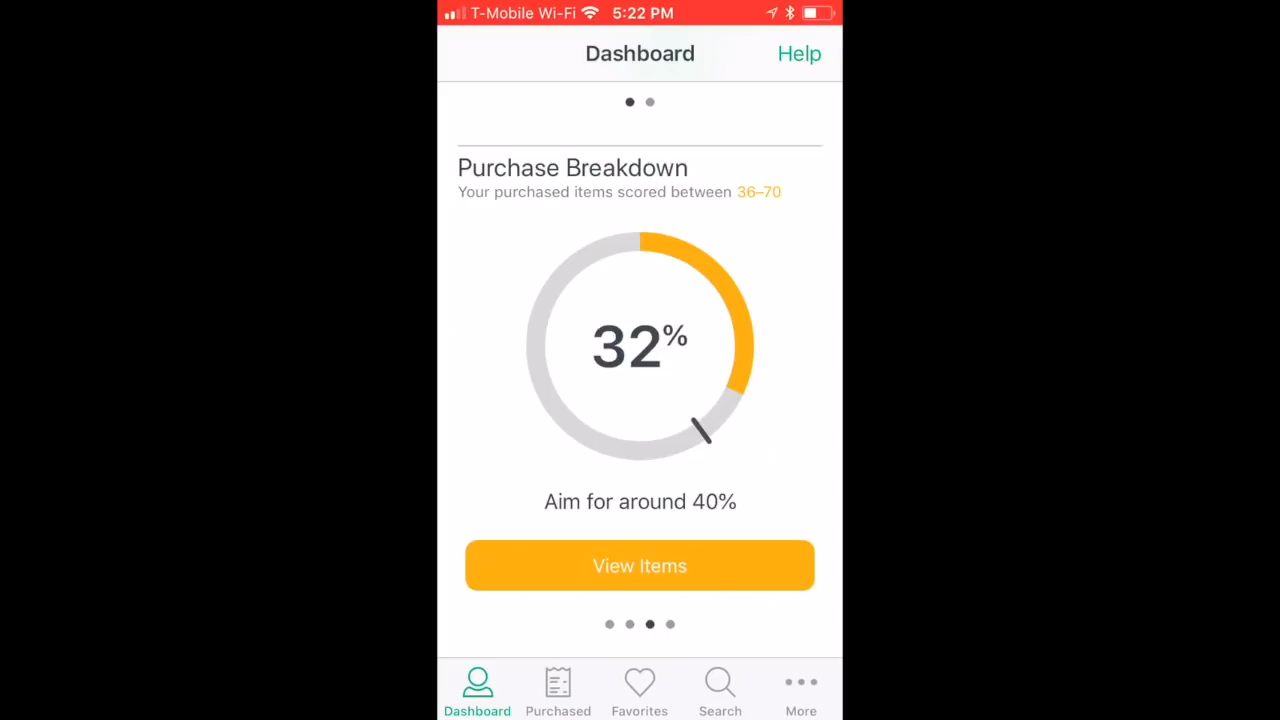 T-Mobile Wi-Fi 5:22 PM
Dashboard Help
Purchase Breakdown
Your purchased items scored between 36–70
32%
Aim for around 40%
View Items
Dashboard Purchased Favorites Search More